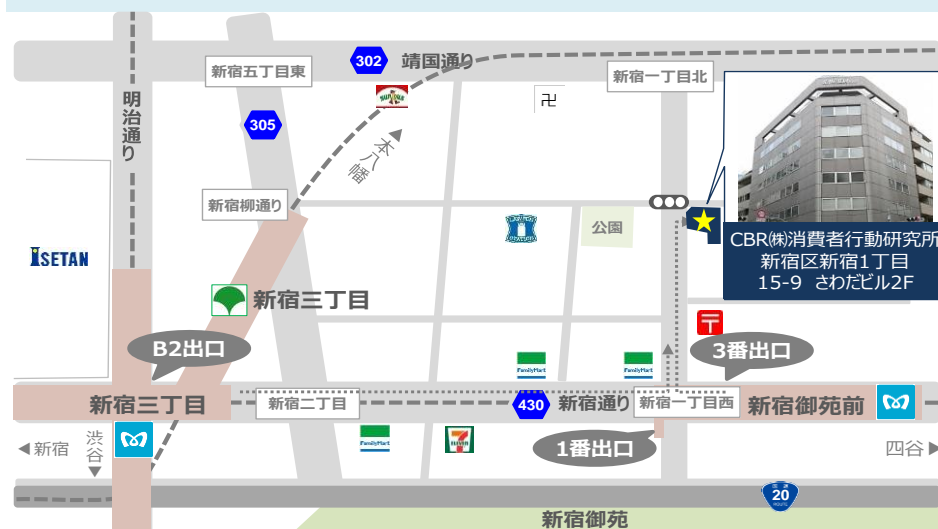 302
靖国通り
新宿五丁目東
新宿一丁目北
明治通り
305
本八幡
卍
新宿柳通り
公園
CBR㈱消費者行動研究所
新宿区新宿1丁目
15-9 さわだビル2F
ISETAN
新宿三丁目
B2出口
3番出口
FamilyMart
FamilyMart
新宿三丁目
新宿二丁目
430
新宿通り
新宿一丁目西
新宿御苑前
1番出口
FamilyMart
7
ELEVEN
新宿
渋谷
四谷
20
ROUTE
新宿御苑